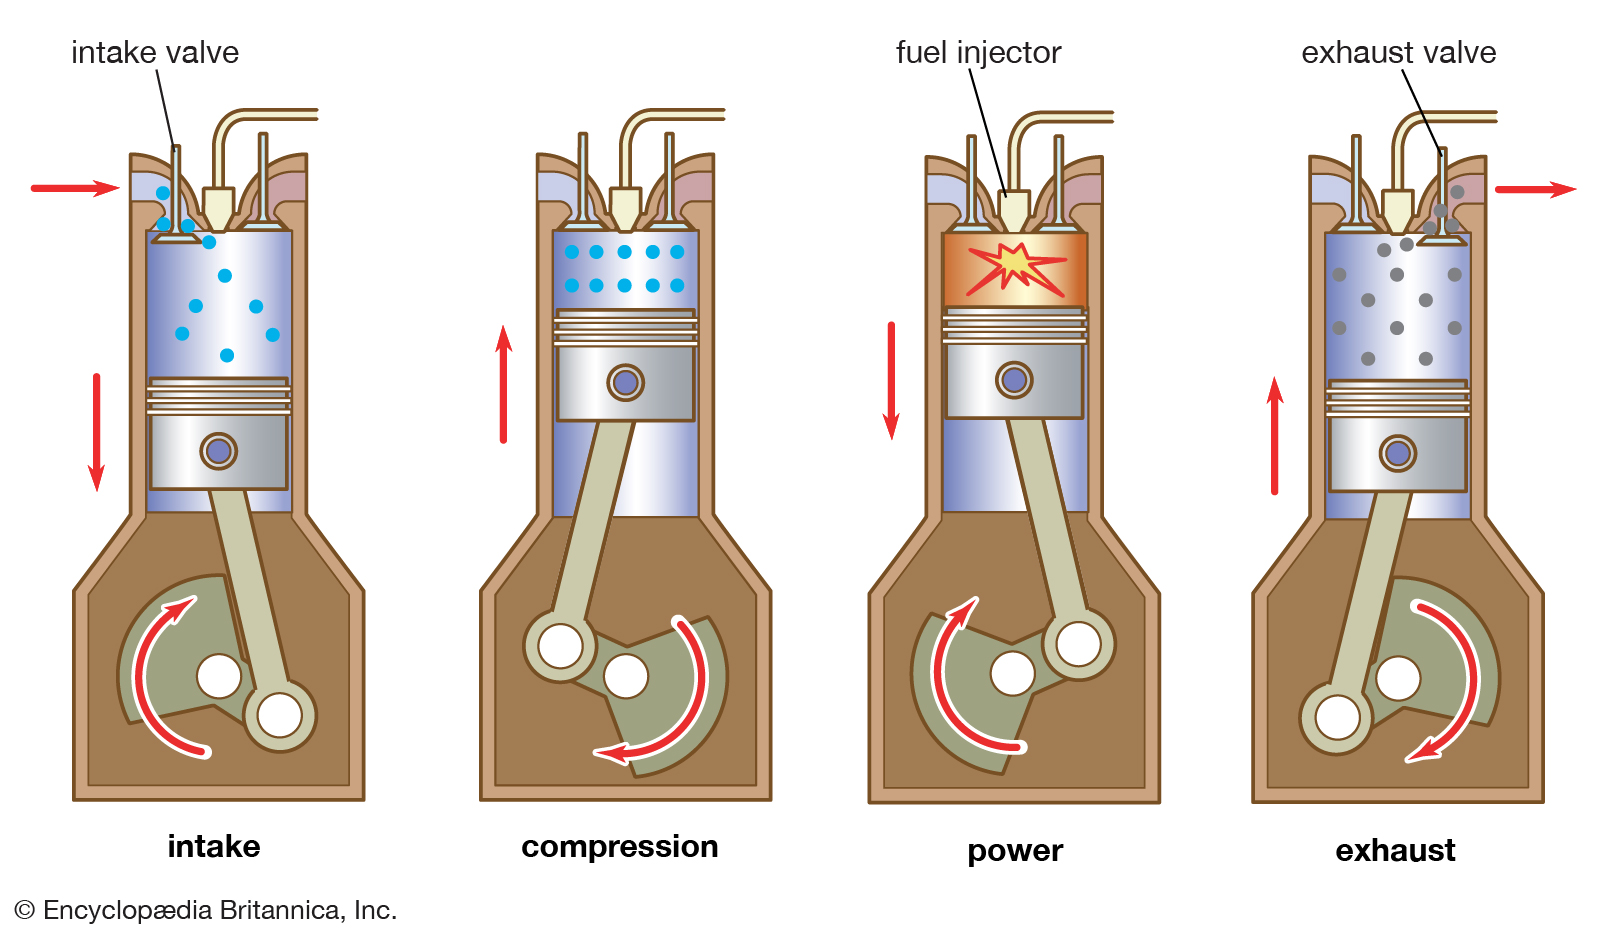 intake valve
fuel injector
exhaust valve
intake
compression
power
exhaust
© Encyclopædia Britannica, Inc.